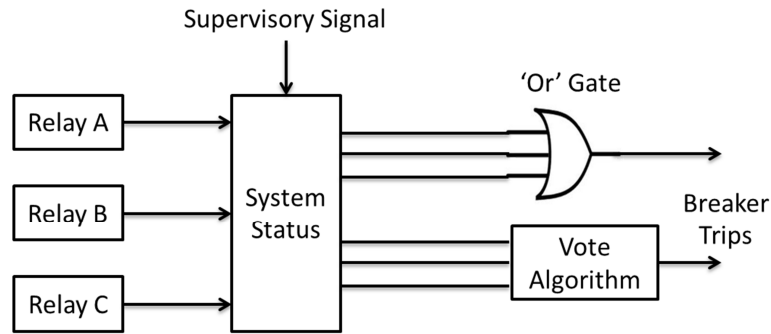 Supervisory Signal
'Or' Gate
Relay A
Relay B
Relay C
System
Status
Vote
Algorithm
Breaker
Trips